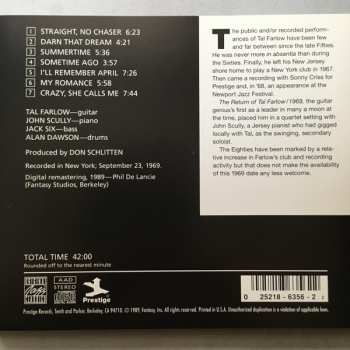 1 STRAIGHT, NO CHASER 6:23
2 DARN THAT DREAM 4:21
3 SUMMERTIME 5:36
4 SOMETIME AGO 3:57
5 I'LL REMEMBER APRIL 7:26
6 MY ROMANCE 5:31
7 CRAZY, SHE CALLS ME 4:43
TAL FARLOW—guitar
JOHN SCULLY—piano
JACK SIX—bass
ALAN DAWSON—drums
Produced by DON SCHLITTEN
Recorded in New York; September 23, 1969.
Digital remastering, 1989—Phil De Lancie
(Fantasy Studios, Berkeley)
TOTAL TIME 42:00
Rounded off to the nearest minute
The public and/or recorded perform-
ances of Tal Farlow have been few
and far between since the late Fifties.
He was never more in absentia than
during the Sixties. Finally, he left his New Jersey
shore home to play a New York club in 1967.
Then came a recording with Sonny Criss for
Prestige and, in '68, an appearance at the
Newport Jazz Festival.
The Return of Tal Farlow/1969, the guitar
genius's first as a leader in many a moon at
the time, placed him in a quartet setting with
John Scully, a Jersey pianist who had gigged
locally with Tal, as the swinging, secondary
soloist.
The Eighties have been marked by a rela-
tive increase in Farlow's club and recording
activity but that does not make the availability
of this 1969 date any less welcome.
AAD
STEREO
Prestige
0 25218-6356-2
Prestige Records, Tenth and Parker, Berkeley, CA 94710. © 1989, Fantasy, Inc. All rights reserved. Printed in U.S.A. Unauthorized duplication is a violation of applicable laws.